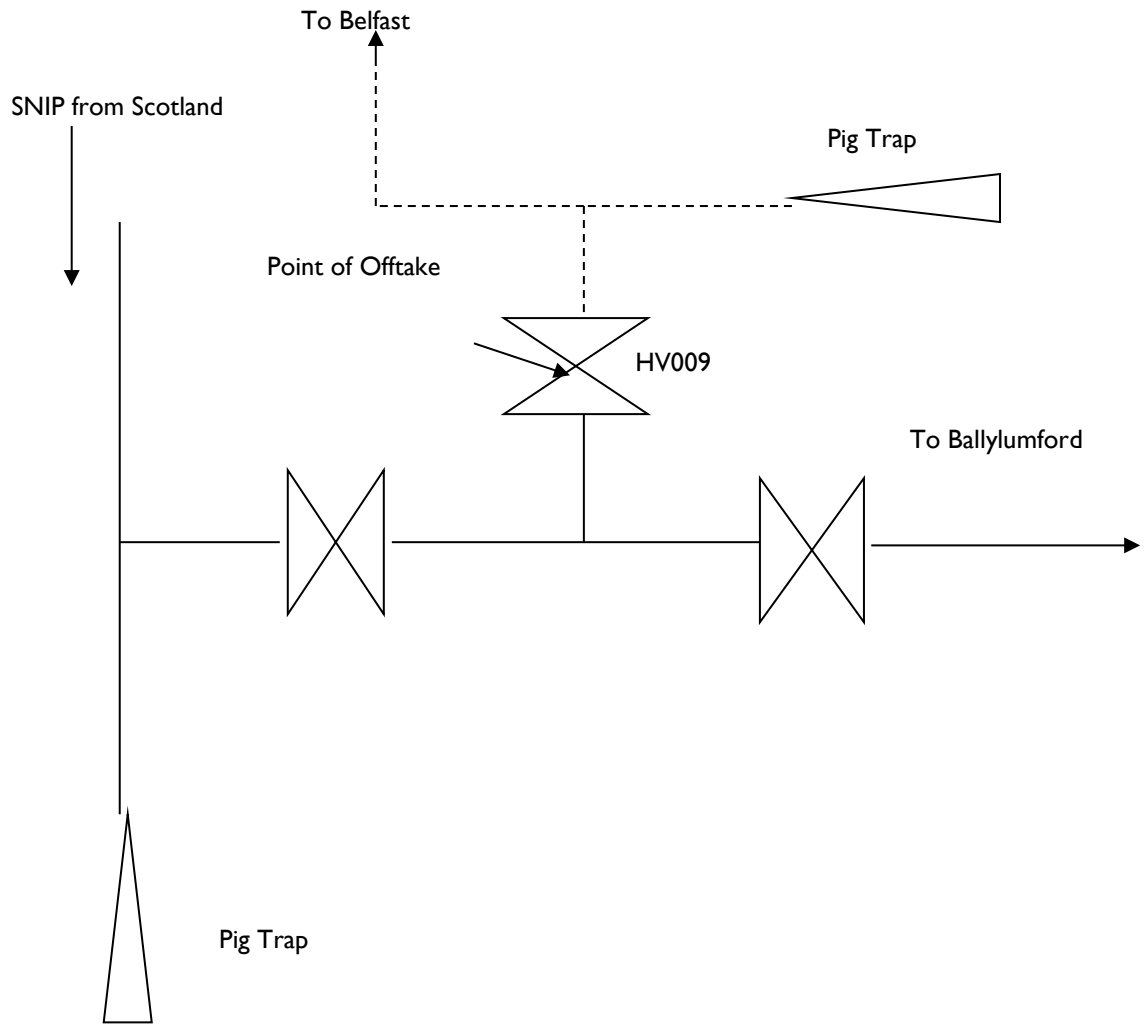 To Belfast
SNIP from Scotland
Pig Trap
Point of Offtake
HV009
To Ballylumford
Pig Trap